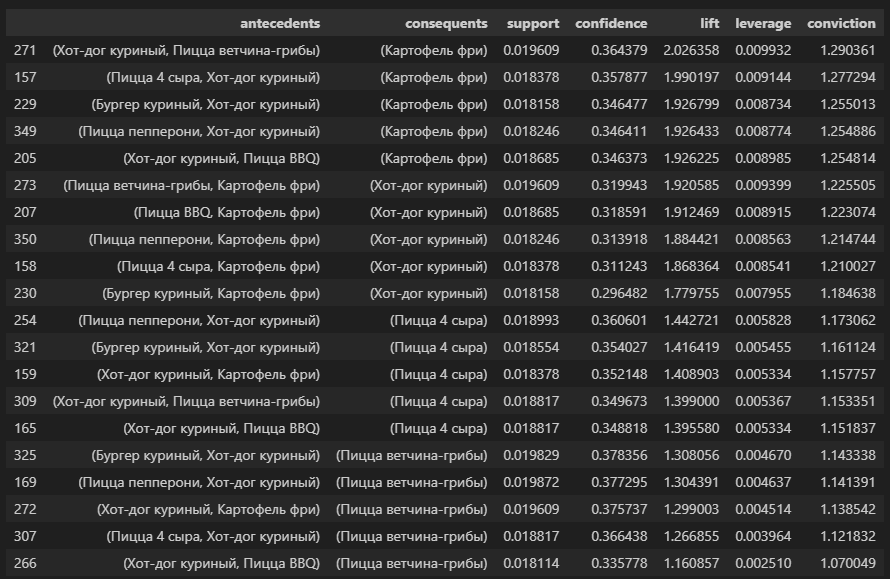 antecedents consequents support confidence lift leverage conviction
271 (Хот-дог куриный, Пицца ветчина-грибы) (Картофель фри) 0.019609 0.364379 2.026358 0.009932 1.290361
157 (Пицца 4 сыра, Хот-дог куриный) (Картофель фри) 0.018378 0.357877 1.990197 0.009144 1.277294
229 (Бургер куриный, Хот-дог куриный) (Картофель фри) 0.018158 0.346477 1.926799 0.008734 1.255013
349 (Пицца пепперони, Хот-дог куриный) (Картофель фри) 0.018246 0.346411 1.926433 0.008774 1.254886
205 (Хот-дог куриный, Пицца BBQ) (Картофель фри) 0.018685 0.346373 1.926225 0.008985 1.254814
273 (Пицца ветчина-грибы, Картофель фри) (Хот-дог куриный) 0.019609 0.319943 1.920585 0.009399 1.225505
207 (Пицца BBQ, Картофель фри) (Хот-дог куриный) 0.018685 0.318591 1.912469 0.008915 1.223074
350 (Пицца пепперони, Картофель фри) (Хот-дог куриный) 0.018246 0.313918 1.884421 0.008563 1.214744
158 (Пицца 4 сыра, Картофель фри) (Хот-дог куриный) 0.018378 0.311243 1.868364 0.008541 1.210027
230 (Бургер куриный, Картофель фри) (Хот-дог куриный) 0.018158 0.296482 1.779755 0.007955 1.184638
254 (Пицца пепперони, Хот-дог куриный) (Пицца 4 сыра) 0.018993 0.360601 1.442721 0.005828 1.173062
321 (Бургер куриный, Хот-дог куриный) (Пицца 4 сыра) 0.018554 0.354027 1.416419 0.005455 1.161124
159 (Хот-дог куриный, Картофель фри) (Пицца 4 сыра) 0.018378 0.352148 1.408903 0.005334 1.157757
309 (Хот-дог куриный, Пицца ветчина-грибы) (Пицца 4 сыра) 0.018817 0.349673 1.399000 0.005367 1.153351
165 (Хот-дог куриный, Пицца BBQ) (Пицца 4 сыра) 0.018817 0.348818 1.395580 0.005334 1.151837
325 (Бургер куриный, Хот-дог куриный) (Пицца ветчина-грибы) 0.019829 0.378356 1.308056 0.004670 1.143338
169 (Пицца пепперони, Хот-дог куриный) (Пицца ветчина-грибы) 0.019872 0.377295 1.304391 0.004637 1.141391
272 (Хот-дог куриный, Картофель фри) (Пицца ветчина-грибы) 0.019609 0.375737 1.299003 0.004514 1.138542
307 (Пицца 4 сыра, Хот-дог куриный) (Пицца ветчина-грибы) 0.018817 0.366438 1.266855 0.003964 1.121832
266 (Хот-дог куриный, Пицца BBQ) (Пицца ветчина-грибы) 0.018114 0.335778 1.160857 0.002510 1.070049